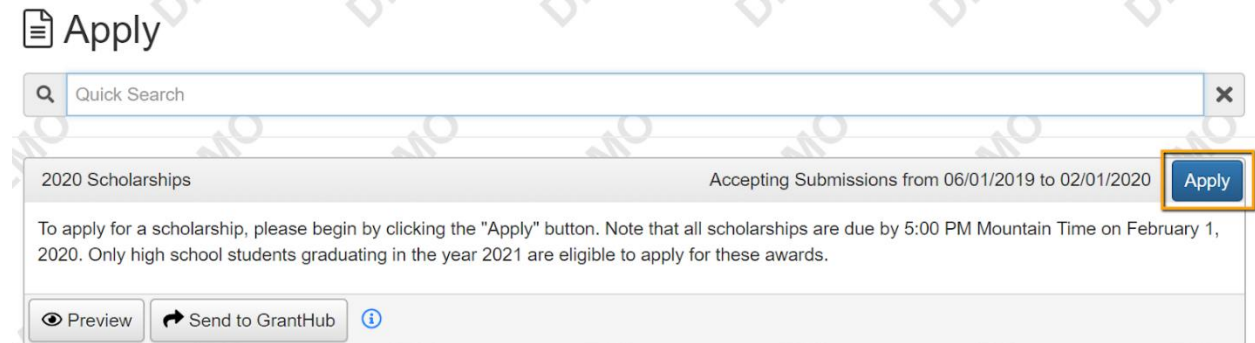 Apply
Quick Search
2020 Scholarships Accepting Submissions from 06/01/2019 to 02/01/2020 Apply
To apply for a scholarship, please begin by clicking the "Apply" button. Note that all scholarships are due by 5:00 PM Mountain Time on February 1,
2020. Only high school students graduating in the year 2021 are eligible to apply for these awards.
Preview Send to GrantHub